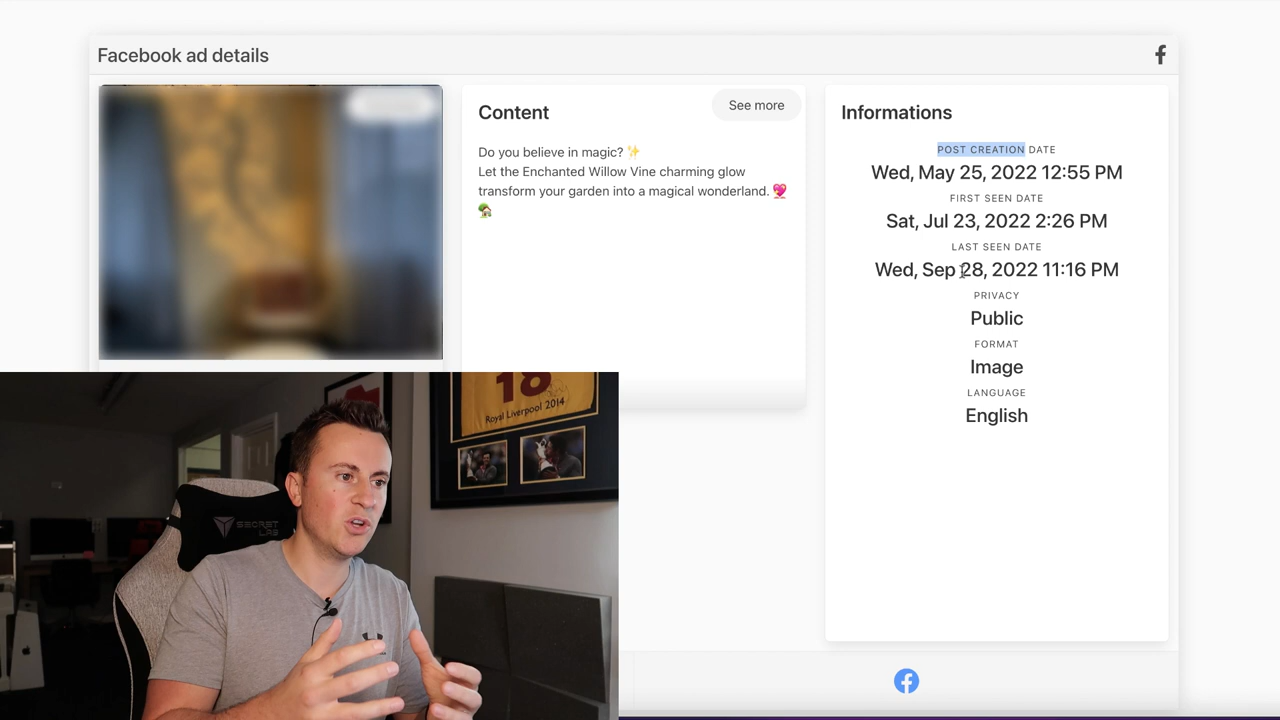 Facebook ad details
Content
See more
Do you believe in magic? ✨
Let the Enchanted Willow Vine charming glow
transform your garden into a magical wonderland. 💖
🏡
Informations
POST CREATION DATE
Wed, May 25, 2022 12:55 PM
FIRST SEEN DATE
Sat, Jul 23, 2022 2:26 PM
LAST SEEN DATE
Wed, Sep 28, 2022 11:16 PM
PRIVACY
Public
FORMAT
Image
LANGUAGE
English
18
Royal Liverpool 2014
SECRET
LAB